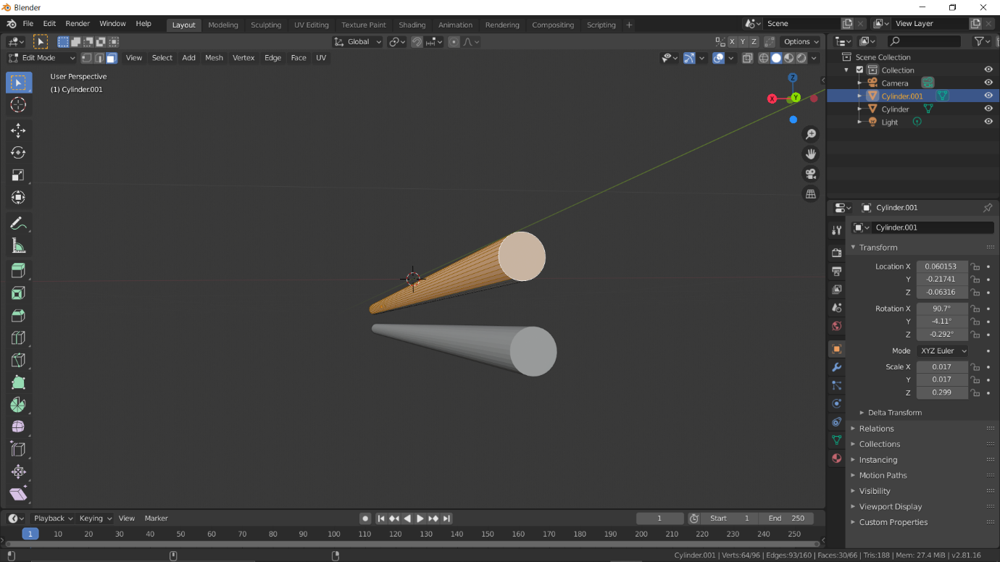 Blender
File Edit Render Window Help Layout Modeling Sculpting UV Editing Texture Paint Shading Animation Rendering Compositing Scripting + Scene View Layer
Global X Y Z Options
Edit Mode View Select Add Mesh Vertex Edge Face UV
User Perspective
(1) Cylinder.001
Z
X
Y
Scene Collection
Collection
Camera
Cylinder.001
Cylinder
Light
Cylinder.001
Cylinder.001
Transform
Location X 0.060153
Y -0.21741
Z -0.06316
Rotation X 90.7°
Y -4.11°
Z -0.292°
Mode XYZ Euler
Scale X 0.017
Y 0.017
Z 0.299
Delta Transform
Relations
Collections
Instancing
Motion Paths
Visibility
Viewport Display
Custom Properties
Playback Keying View Marker 1 Start 1 End 250
1 10 20 30 40 50 60 70 80 90 100 110 120 130 140 150 160 170 180 190 200 210 220 230 240 250
Cylinder.001 | Verts:64/96 | Edges:93/160 | Faces:30/66 | Tris:188 | Mem: 27.4 MiB | v2.81.16